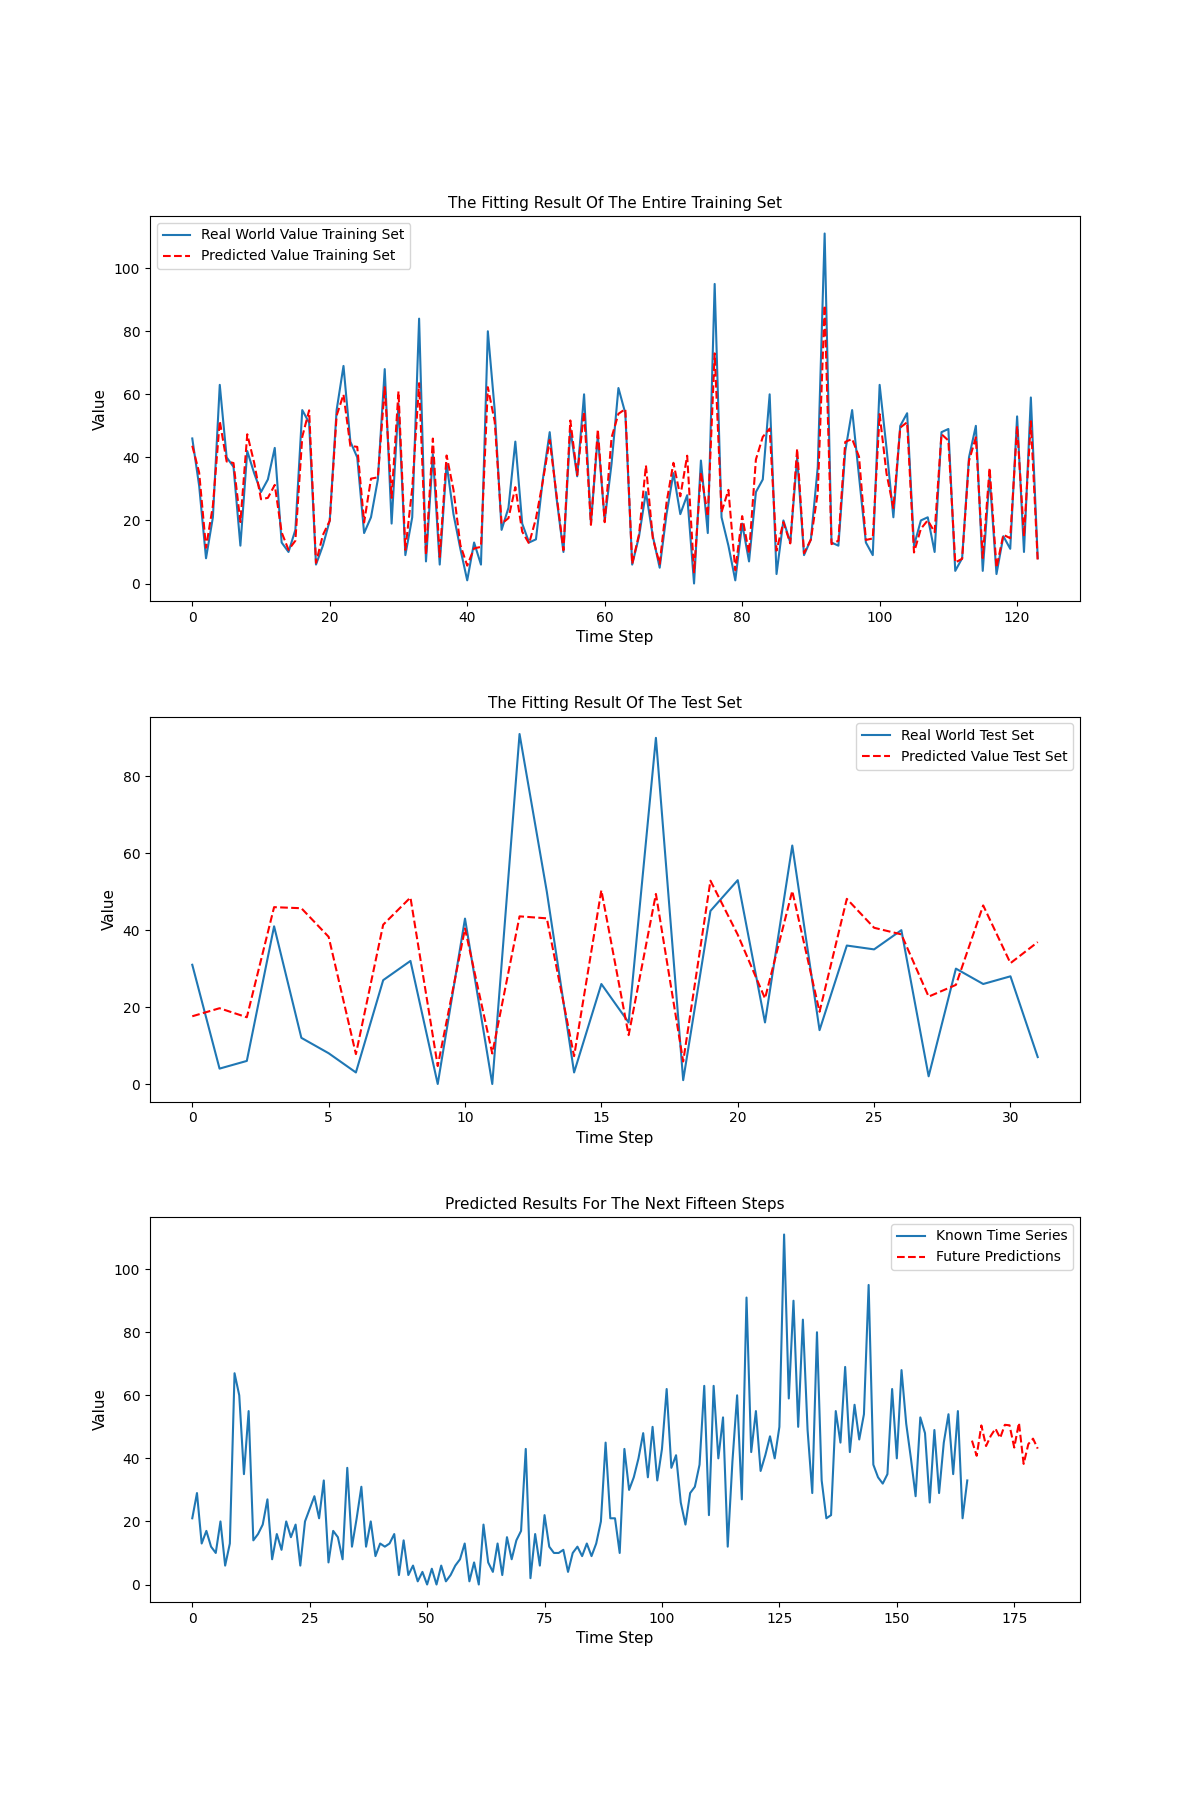 The Fitting Result Of The Entire Training Set
Real World Value Training Set
Predicted Value Training Set
Value
100
80
60
40
20
0
0 20 40 60 80 100 120
Time Step
The Fitting Result Of The Test Set
Real World Test Set
Predicted Value Test Set
Value
80
60
40
20
0
0 5 10 15 20 25 30
Time Step
Predicted Results For The Next Fifteen Steps
Known Time Series
Future Predictions
Value
100
80
60
40
20
0
0 25 50 75 100 125 150 175
Time Step